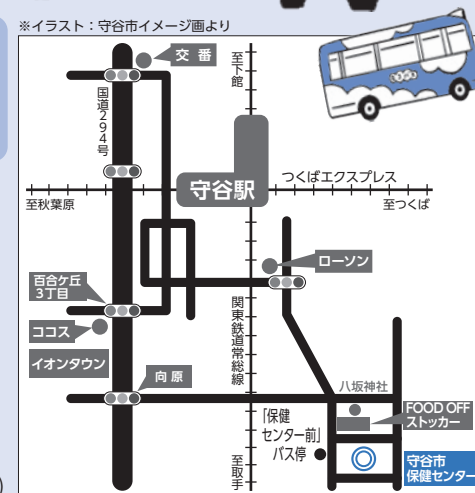 ※イラスト：守谷市イメージ画より
交 番
至下館
国道294号
守谷駅
つくばエクスプレス
至秋葉原
至つくば
ローソン
百合ケ丘
3丁目
ココス
イオンタウン
関東鉄道常総線
向 原
八坂神社
FOOD OFF
ストッカー
「保健
センター前」
バス停
至取手
守谷市
保健センター
)